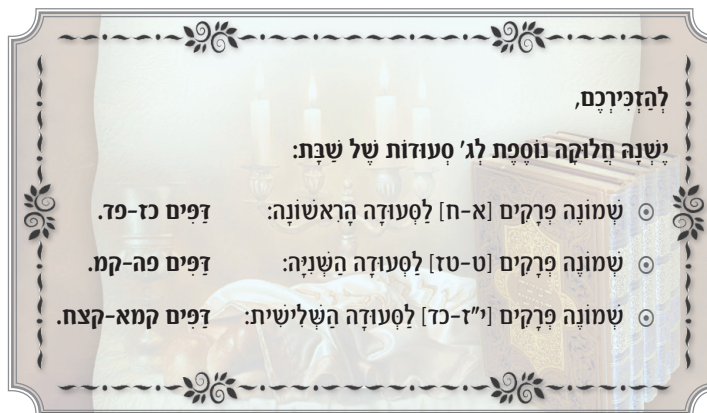 לְהַזְכִּירְכֶם,
יֶשְׁנָהּ חֲלוּקָה נוֹסֶפֶת לְג' סְעוּדוֹת שֶׁל שַׁבָּת:
שְׁמוֹנָה פְּרָקִים [א-ח] לַסְּעוּדָה הָרִאשׁוֹנָה: דַּפִּים כז-פד.
שְׁמוֹנֶה פְּרָקִים [ט-טז] לַסְּעוּדָה הַשְּׁנִיָּה: דַּפִּים פה-קמ.
שְׁמוֹנֶה פְּרָקִים [י"ז-כד] לַסְּעוּדָה הַשְּׁלִישִׁית: דַּפִּים קמא-קצח.